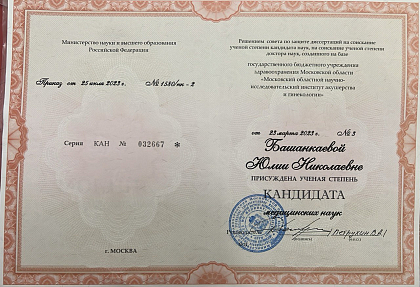 Министерство науки и высшего образования
Российской Федерации
Приказ от 25 июля 2023 г. № 1580/нк - 2
Серия КАН № 032667 *
г. МОСКВА
Решением совета по защите диссертаций на соискание
ученой степени кандидата наук, на соискание ученой степени
доктора наук, созданного на базе
государственного бюджетного учреждения
здравоохранения Московской области
«Московский областной научно-
исследовательский институт акушерства
и гинекологии»
от 23 марта 2023 г. № 3
Башанкаевой
Юлии Николаевне
ПРИСУЖДЕНА УЧЕНАЯ СТЕПЕНЬ
КАНДИДАТА
медицинских наук
Руководитель
Петрухин В.А.